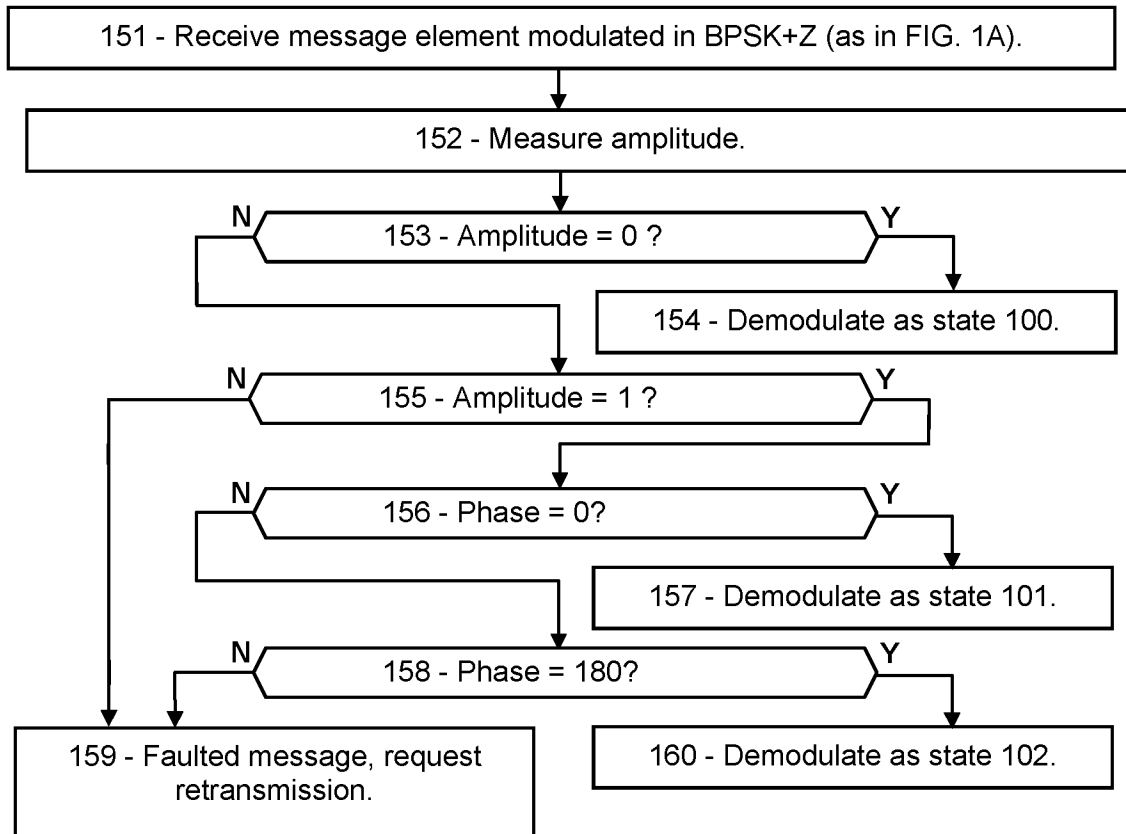 151 - Receive message element modulated in BPSK+Z (as in FIG. 1A).
152 - Measure amplitude.
N
Y
153 - Amplitude = 0 ?
154 - Demodulate as state 100.
N
Y
155 - Amplitude = 1 ?
N
Y
156 - Phase = 0?
157 - Demodulate as state 101.
N
Y
158 - Phase = 180?
159 - Faulted message, request
retransmission.
160 - Demodulate as state 102.